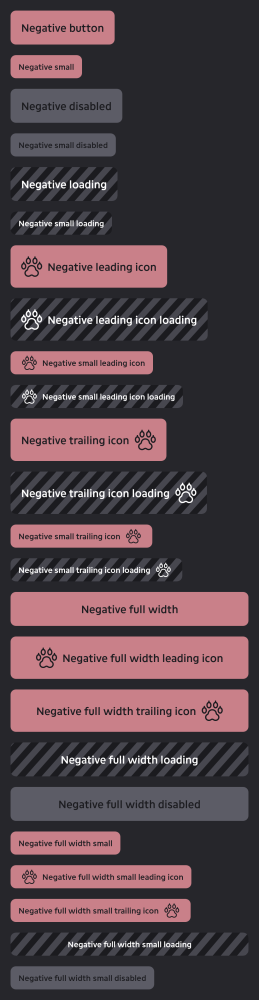 Negative button
Negative small
Negative disabled
Negative small disabled
Negative loading
Negative small loading
Negative leading icon
Negative leading icon loading
Negative small leading icon
Negative small leading icon loading
Negative trailing icon
Negative trailing icon loading
Negative small trailing icon
Negative small trailing icon loading
Negative full width
Negative full width leading icon
Negative full width trailing icon
Negative full width loading
Negative full width disabled
Negative full width small
Negative full width small leading icon
Negative full width small trailing icon
Negative full width small loading
Negative full width small disabled